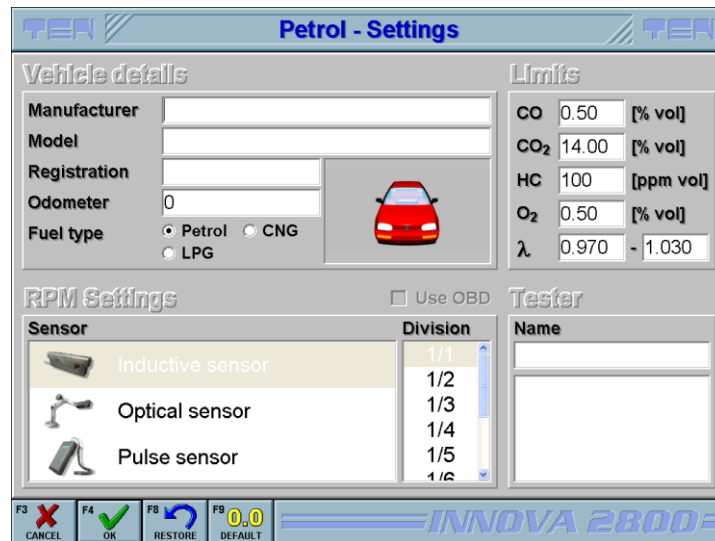 TEN
Petrol - Settings
TEN
Vehicle details
Manufacturer
Model
Registration
Odometer 0
Fuel type Petrol CNG
LPG
Limits
CO 0.50 [% vol]
CO₂ 14.00 [% vol]
HC 100 [ppm vol]
O₂ 0.50 [% vol]
λ 0.970 - 1.030
RPM Settings Use OBD
Sensor Division
Inductive sensor
Optical sensor
Pulse sensor
1/1
1/2
1/3
1/4
1/5
1/6
Tester
Name
F3 CANCEL
F4 OK
F8 RESTORE
F9 0.0 DEFAULT
INNOVA 2800